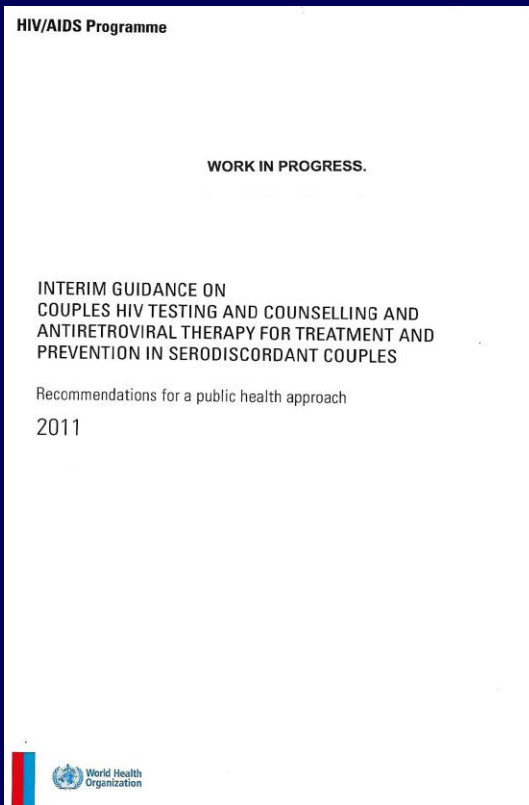 HIV/AIDS Programme
WORK IN PROGRESS.
INTERIM GUIDANCE ON
COUPLES HIV TESTING AND COUNSELLING AND
ANTIRETROVIRAL THERAPY FOR TREATMENT AND
PREVENTION IN SERODISCORDANT COUPLES
Recommendations for a public health approach
2011
World Health
Organization